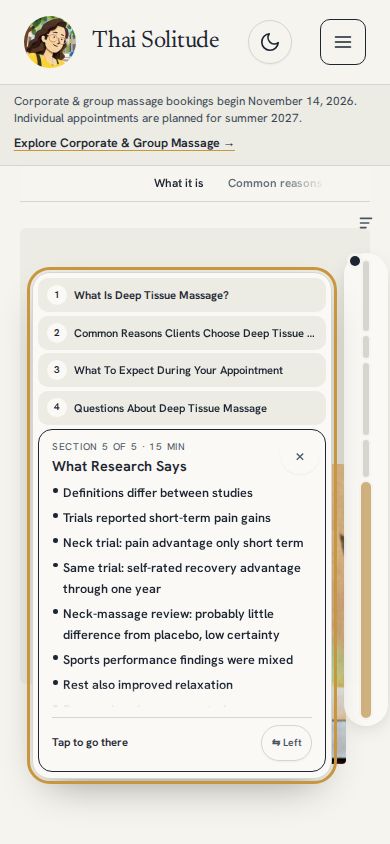 Thai Solitude
Corporate & group massage bookings begin November 14, 2026.
Individual appointments are planned for summer 2027.
Explore Corporate & Group Massage →
What it is
Common reasons
1 What Is Deep Tissue Massage?
2 Common Reasons Clients Choose Deep Tissue ...
3 What To Expect During Your Appointment
4 Questions About Deep Tissue Massage
SECTION 5 OF 5 · 15 MIN
What Research Says
• Definitions differ between studies
• Trials reported short-term pain gains
• Neck trial: pain advantage only short term
• Same trial: self-rated recovery advantage
through one year
• Neck-massage review: probably little
difference from placebo, low certainty
• Sports performance findings were mixed
• Rest also improved relaxation
Tap to go there
⇆ Left